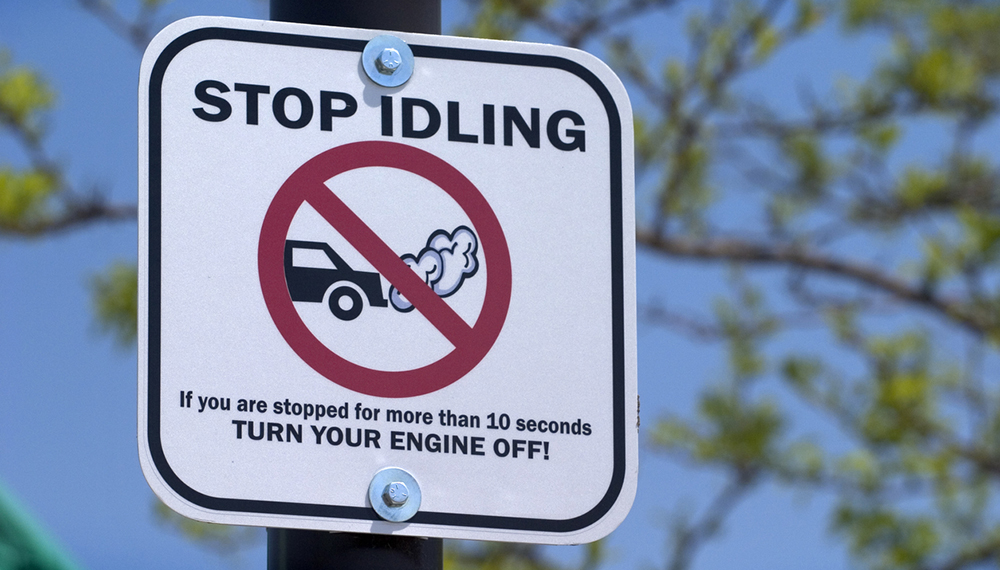 STOP IDLING
If you are stopped for more than 10 seconds
TURN YOUR ENGINE OFF!